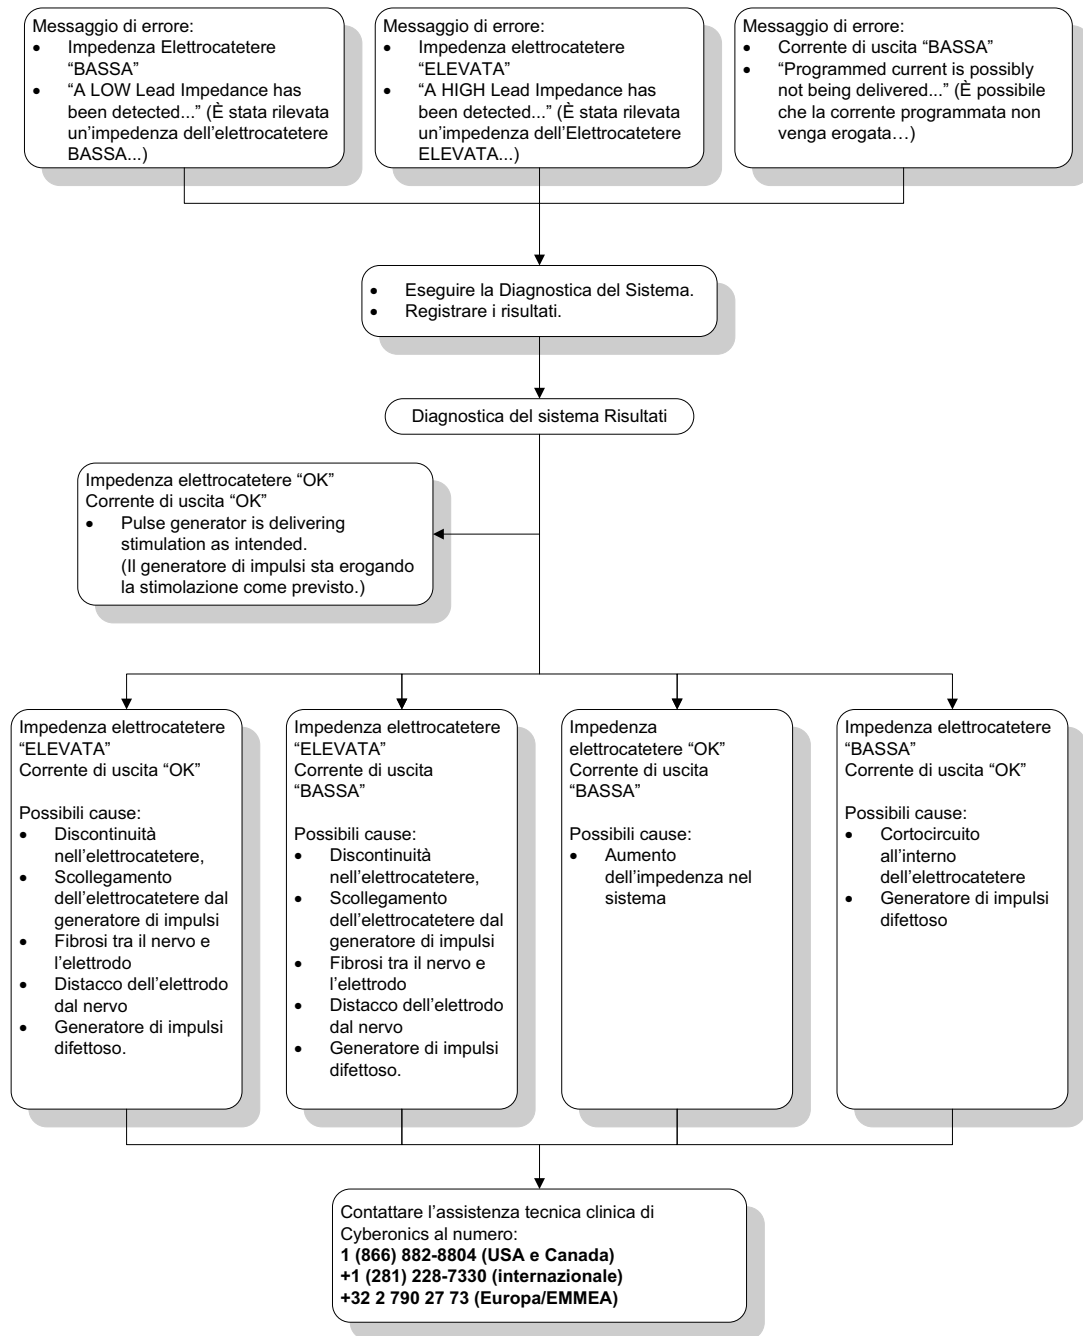 Messaggio di errore:
• Impedenza Elettrocatetere
“BASSA”
• “A LOW Lead Impedance has
been detected...” (È stata rilevata
un’impedenza dell’elettrocatetere
BASSA...)
Messaggio di errore:
• Impedenza elettrocatetere
“ELEVATA”
• “A HIGH Lead Impedance has
been detected...” (È stata rilevata
un’impedenza dell’Elettrocatetere
ELEVATA...)
Messaggio di errore:
• Corrente di uscita “BASSA”
• “Programmed current is possibly
not being delivered...” (È possibile
che la corrente programmata non
venga erogata…)
• Eseguire la Diagnostica del Sistema.
• Registrare i risultati.
Diagnostica del sistema Risultati
Impedenza elettrocatetere “OK”
Corrente di uscita “OK”
• Pulse generator is delivering
stimulation as intended.
(Il generatore di impulsi sta erogando
la stimolazione come previsto.)
Impedenza elettrocatetere
“ELEVATA”
Corrente di uscita “OK”
Possibili cause:
• Discontinuità
nell’elettrocatetere,
• Scollegamento
dell’elettrocatetere dal
generatore di impulsi
• Fibrosi tra il nervo e
l’elettrodo
• Distacco dell’elettrodo
dal nervo
• Generatore di impulsi
difettoso.
Impedenza elettrocatetere
“ELEVATA”
Corrente di uscita
“BASSA”
Possibili cause:
• Discontinuità
nell’elettrocatetere,
• Scollegamento
dell’elettrocatetere dal
generatore di impulsi
• Fibrosi tra il nervo e
l’elettrodo
• Distacco dell’elettrodo
dal nervo
• Generatore di impulsi
difettoso.
Impedenza
elettrocatetere “OK”
Corrente di uscita
“BASSA”
Possibili cause:
• Aumento
dell’impedenza nel
sistema
Impedenza elettrocatetere
“BASSA”
Corrente di uscita “OK”
Possibili cause:
• Cortocircuito
all’interno
dell’elettrocatetere
• Generatore di impulsi
difettoso
Contattare l’assistenza tecnica clinica di
Cyberonics al numero:
1 (866) 882-8804 (USA e Canada)
+1 (281) 228-7330 (internazionale)
+32 2 790 27 73 (Europa/EMMEA)